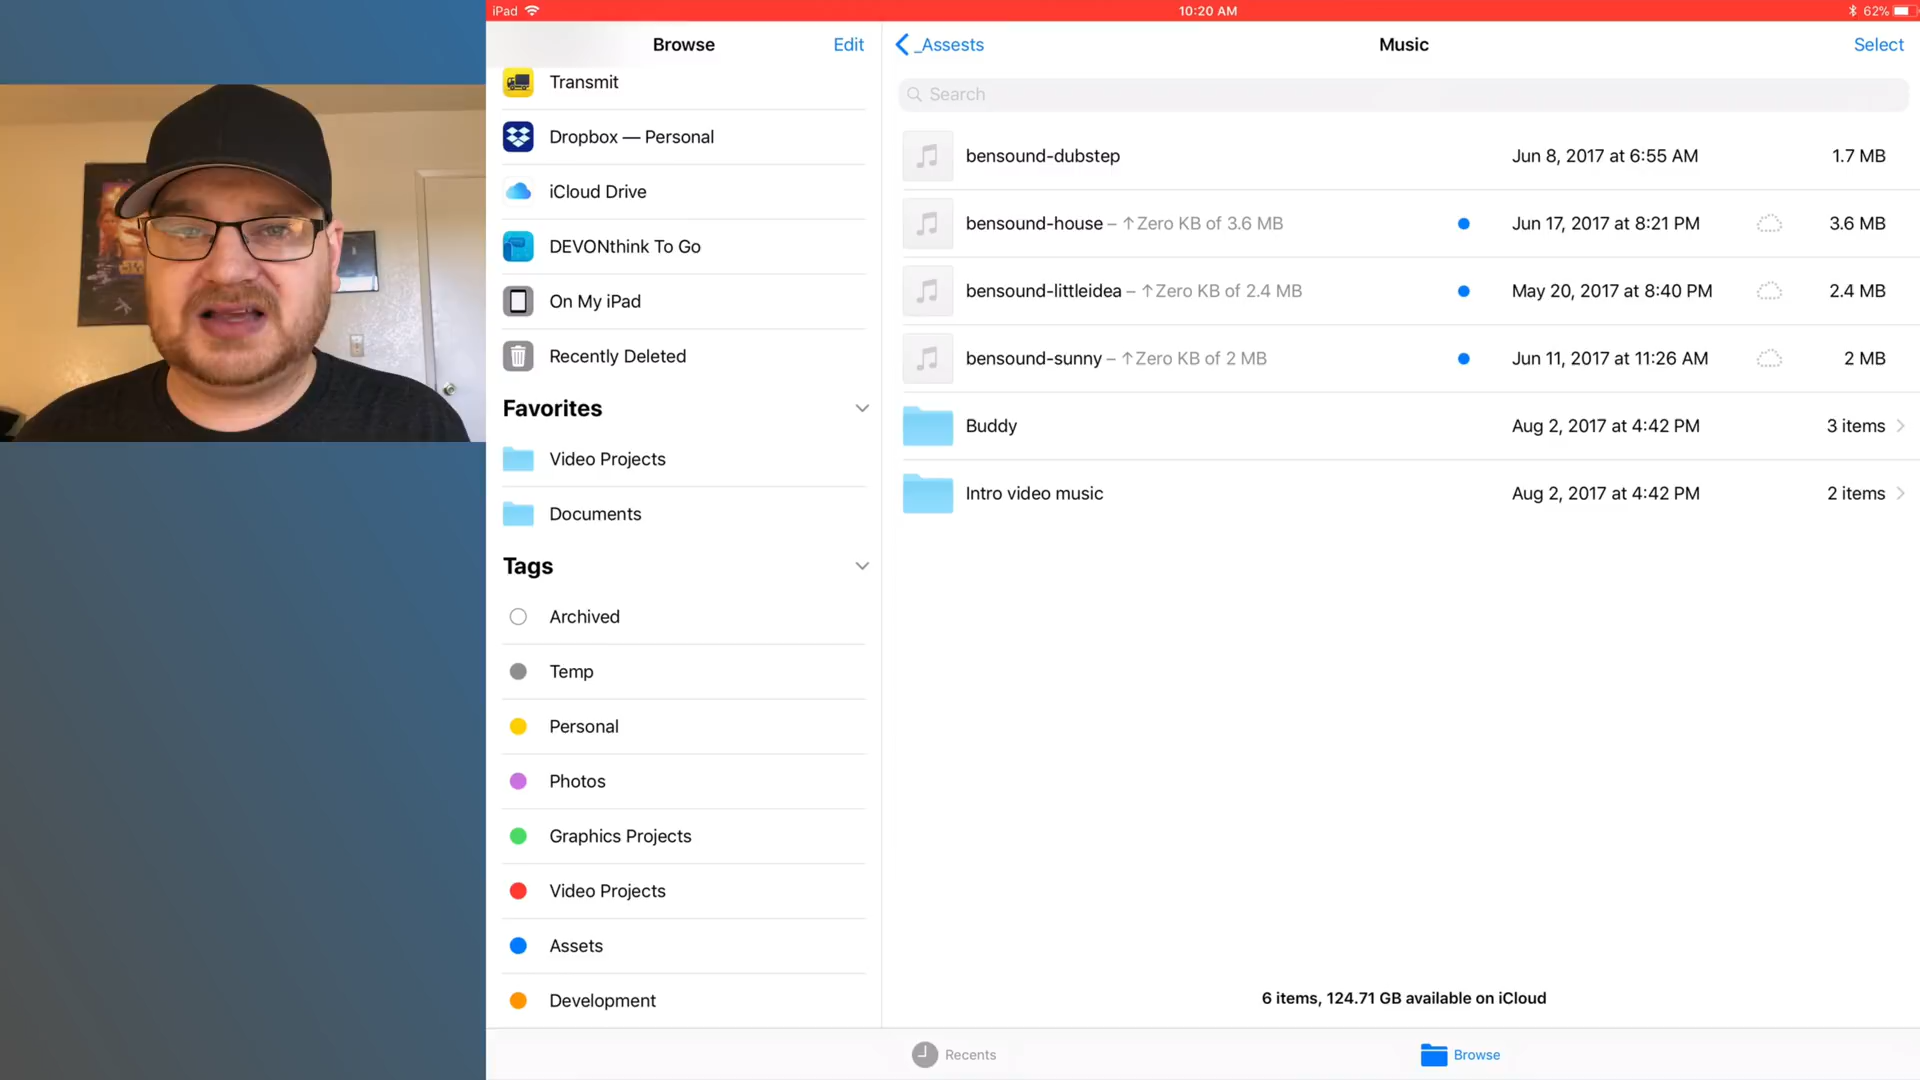 iPad 10:20 AM 62%
Browse Edit
Transmit
Dropbox — Personal
iCloud Drive
DEVONthink To Go
On My iPad
Recently Deleted
Favorites
Video Projects
Documents
Tags
Archived
Temp
Personal
Photos
Graphics Projects
Video Projects
Assets
Development
_Assests Music Select
Search
bensound-dubstep Jun 8, 2017 at 6:55 AM 1.7 MB
bensound-house – ↑Zero KB of 3.6 MB Jun 17, 2017 at 8:21 PM 3.6 MB
bensound-littleidea – ↑Zero KB of 2.4 MB May 20, 2017 at 8:40 PM 2.4 MB
bensound-sunny – ↑Zero KB of 2 MB Jun 11, 2017 at 11:26 AM 2 MB
Buddy Aug 2, 2017 at 4:42 PM 3 items
Intro video music Aug 2, 2017 at 4:42 PM 2 items
6 items, 124.71 GB available on iCloud
Recents Browse